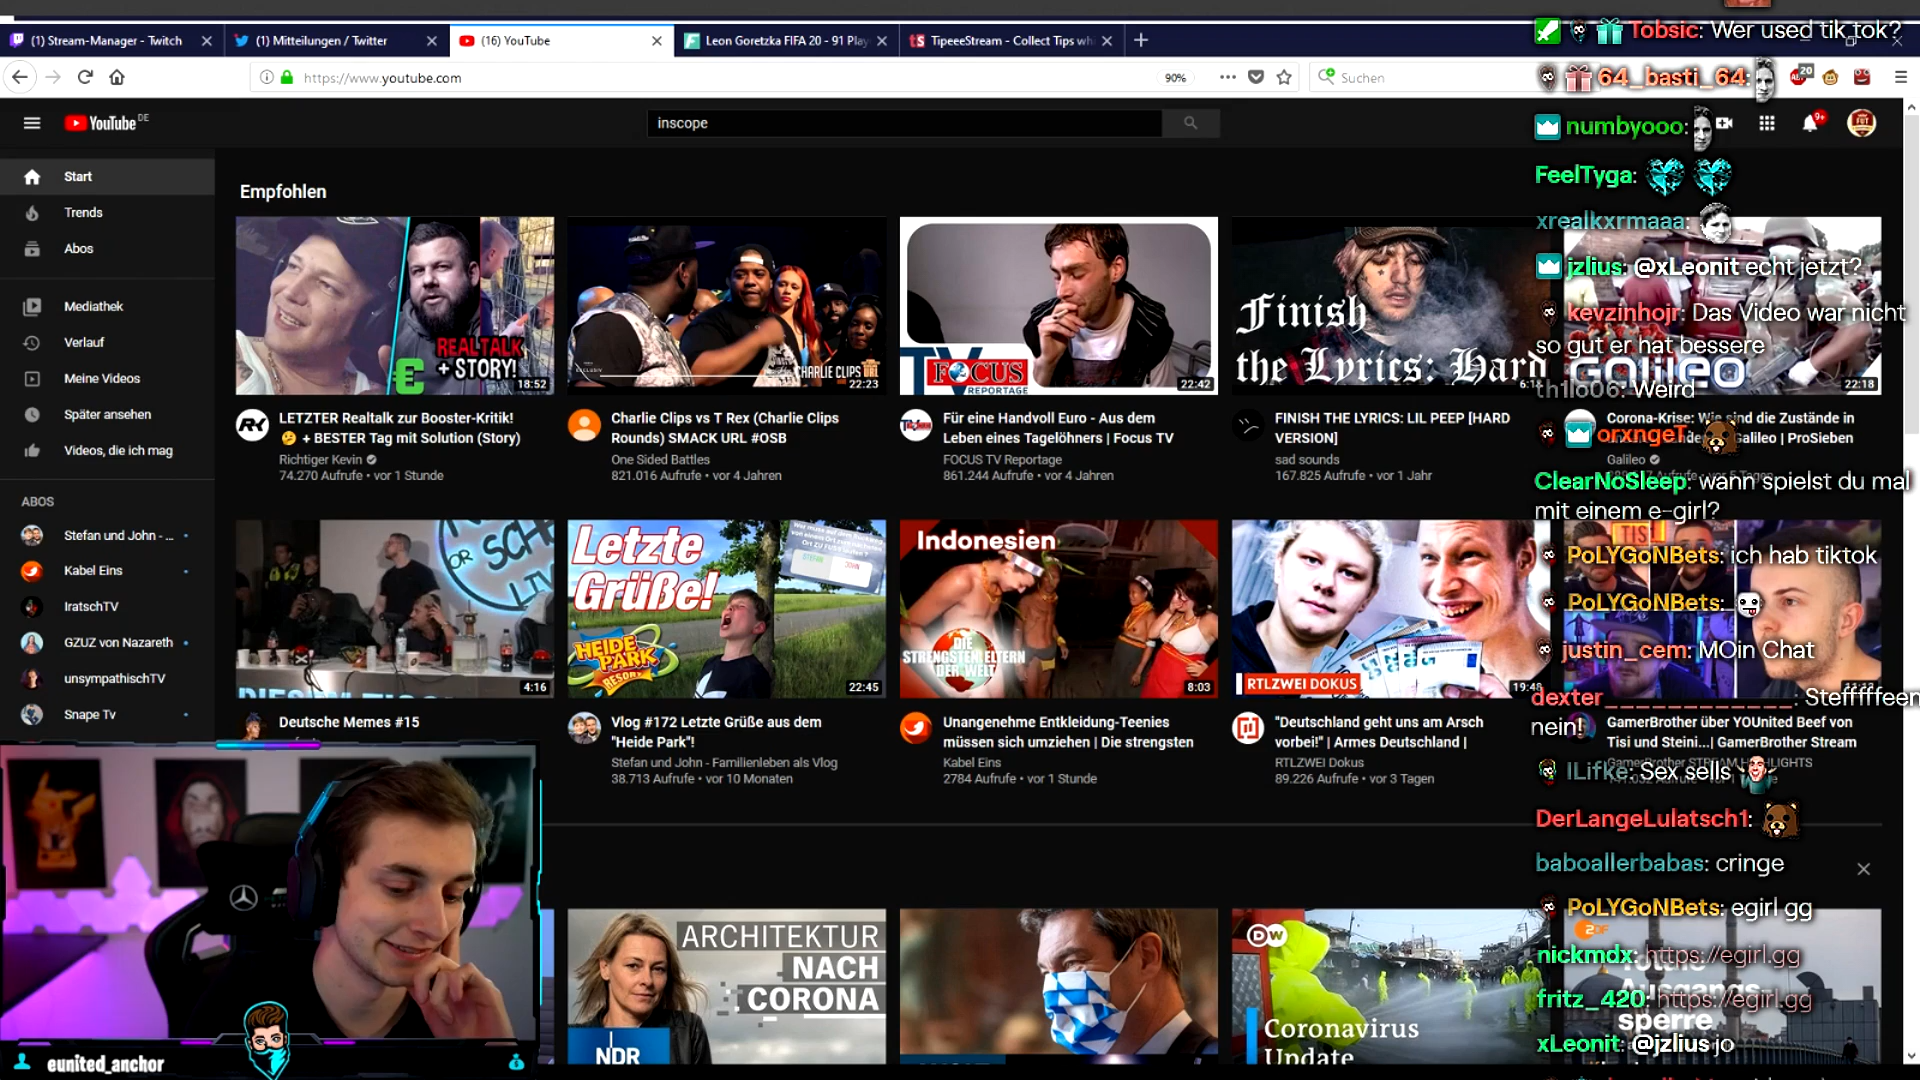 (1) Stream-Manager - Twitch
(1) Mitteilungen / Twitter
(16) YouTube
Leon Goretzka FIFA 20 - 91 Play
TipeeeStream - Collect Tips wh
https://www.youtube.com
90%
Suchen
YouTube DE
inscope
9+
20
Start
Trends
Abos
Mediathek
Verlauf
Meine Videos
Später ansehen
Videos, die ich mag
ABOS
Stefan und John - ...
Kabel Eins
IratschTV
GZUZ von Nazareth
unsympathischTV
Snape Tv
Empfohlen
REALTALK
+ STORY!
18:52
LETZTER Realtalk zur Booster-Kritik!
🤔 + BESTER Tag mit Solution (Story)
Richtiger Kevin
74.270 Aufrufe • vor 1 Stunde
CHARLIE CLIPS
22:23
Charlie Clips vs T Rex (Charlie Clips
Rounds) SMACK URL #OSB
One Sided Battles
821.016 Aufrufe • vor 4 Jahren
TV
FOCUS
REPORTAGE
22:42
Für eine Handvoll Euro - Aus dem
Leben eines Tagelöhners | Focus TV
FOCUS TV Reportage
861.244 Aufrufe • vor 4 Jahren
Finish
the Lyrics: Hard
FINISH THE LYRICS: LIL PEEP [HARD
VERSION]
sad sounds
167.825 Aufrufe • vor 1 Jahr
GALILEO
22:18
Corona-Krise: Wie sind die Zustände in
Galileo | ProSieben
Galileo
4:16
Deutsche Memes #15
Letzte
Grüße!
HEIDE
PARK
RESORT
22:45
Vlog #172 Letzte Grüße aus dem
"Heide Park"!
Stefan und John - Familienleben als Vlog
38.713 Aufrufe • vor 10 Monaten
Indonesien
DIE
STRENGSTEN ELTERN
DER WELT
8:03
Unangenehme Entkleidung-Teenies
müssen sich umziehen | Die strengsten
Kabel Eins
2784 Aufrufe • vor 1 Stunde
RTLZWEI DOKUS
19:48
"Deutschland geht uns am Arsch
vorbei!" | Armes Deutschland |
RTLZWEI Dokus
89.226 Aufrufe • vor 3 Tagen
GamerBrother über YOUnited Beef von
Tisi und Steini...| GamerBrother Stream
GamerBrother STREAM HIGHLIGHTS
ARCHITEKTUR
NACH
CORONA
NDR
DW
Coronavirus
Update
ZDF
Totale
Ausgangs-
sperre
eunited_anchor
Tobsic: Wer used tik tok?
64_basti_64:
numbyooo:
FeelTyga:
xrealkxrmaaa:
jzlius: @xLeonit echt jetzt?
kevzinhojr: Das Video war nicht
so gut er hat bessere
th1lo06: Weird
orxngeT:
ClearNoSleep: wann spielst du mal
mit einem e-girl?
PoLYGoNBets: ich hab tiktok
PoLYGoNBets:
justin_cem: MOin Chat
dexter_____________: Stefffffeen
nein!
ILifke: Sex sells
DerLangeLulatsch1:
baboallerbabas: cringe
PoLYGoNBets: egirl gg
nickmdx: https://egirl.gg
fritz_420: https://egirl.gg
xLeonit: @jzlius jo